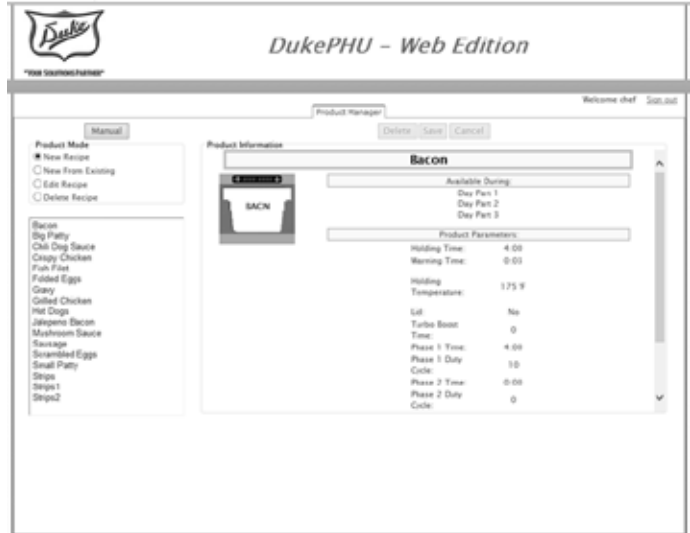 Duke
"YOUR SOLUTIONS PARTNER"
DukePHU - Web Edition
Welcome chef Sign out
Product Manager
Manual
Delete Save Cancel
Product Mode
New Recipe
New From Existing
Edit Recipe
Delete Recipe
Bacon
Big Patty
Chili Dog Sauce
Crispy Chicken
Fish Filet
Folded Eggs
Gravy
Grilled Chicken
Hot Dogs
Jalepeno Bacon
Mushroom Sauce
Sausage
Scrambled Eggs
Small Patty
Strips
Strips1
Strips2
Product Information
Bacon
BACN
Available During:
Day Part 1
Day Part 2
Day Part 3
Product Parameters:
Holding Time: 4:00
Warning Time: 0:03
Holding
Temperature: 175 °F
Lid: No
Turbo Boost
Time: 0
Phase 1 Time: 4:00
Phase 1 Duty
Cycle: 10
Phase 2 Time: 0:00
Phase 2 Duty
Cycle: 0